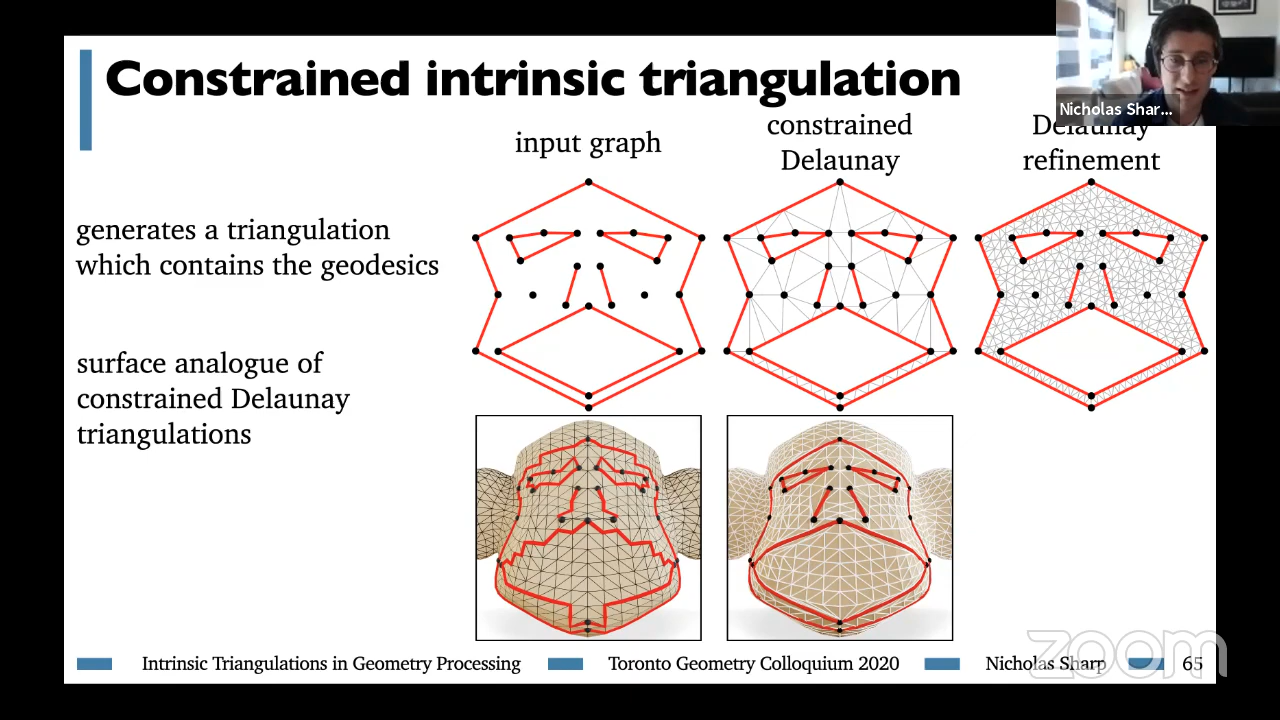 Constrained intrinsic triangulation
Nicholas Shar...
input graph
constrained
Delaunay
Delaunay
refinement
generates a triangulation
which contains the geodesics
surface analogue of
constrained Delaunay
triangulations
Intrinsic Triangulations in Geometry Processing
Toronto Geometry Colloquium 2020
Nicholas Sharp
65
zoom